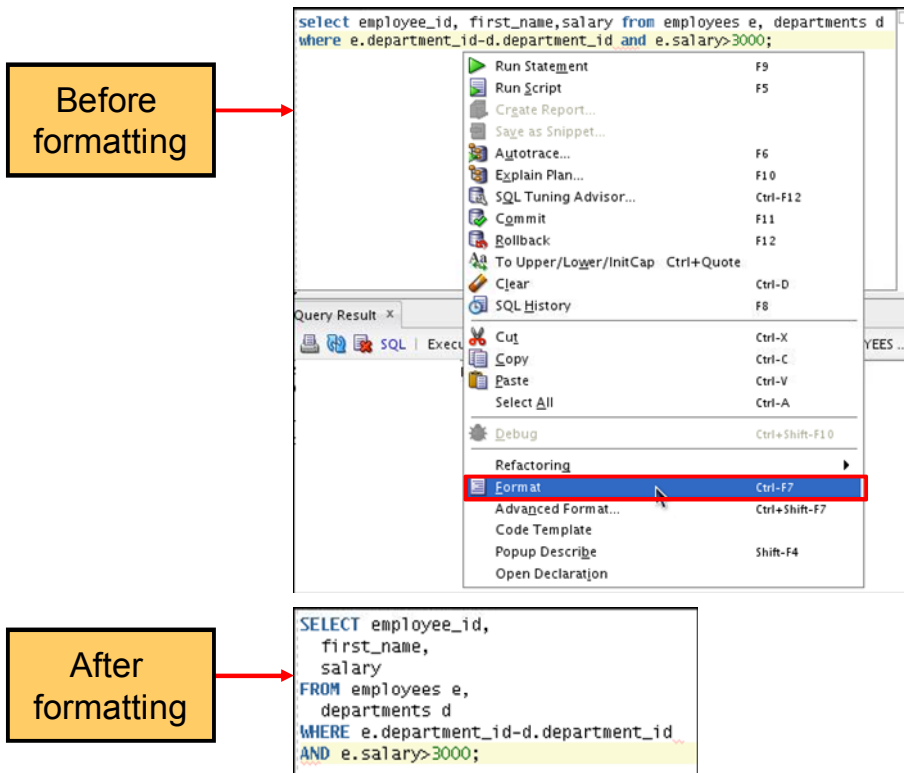 select employee_id, first_name,salary from employees e, departments d
where e.department_id-d.department_id and e.salary>3000;
Before
formatting
Run Statement F9
Run Script F5
Create Report...
Save as Snippet...
Autotrace... F6
Explain Plan... F10
SQL Tuning Advisor... Ctrl-F12
Commit F11
Rollback F12
To Upper/Lower/InitCap Ctrl+Quote
Clear Ctrl-D
SQL History F8
Query Result x
SQL | Execu
YEES ..
Cut Ctrl-X
Copy Ctrl-C
Paste Ctrl-V
Select All Ctrl-A
Debug Ctrl+Shift-F10
Refactoring
Format Ctrl-F7
Advanced Format... Ctrl+Shift-F7
Code Template
Popup Describe Shift-F4
Open Declaration
After
formatting
SELECT employee_id,
first_name,
salary
FROM employees e,
departments d
WHERE e.department_id-d.department_id
AND e.salary>3000;